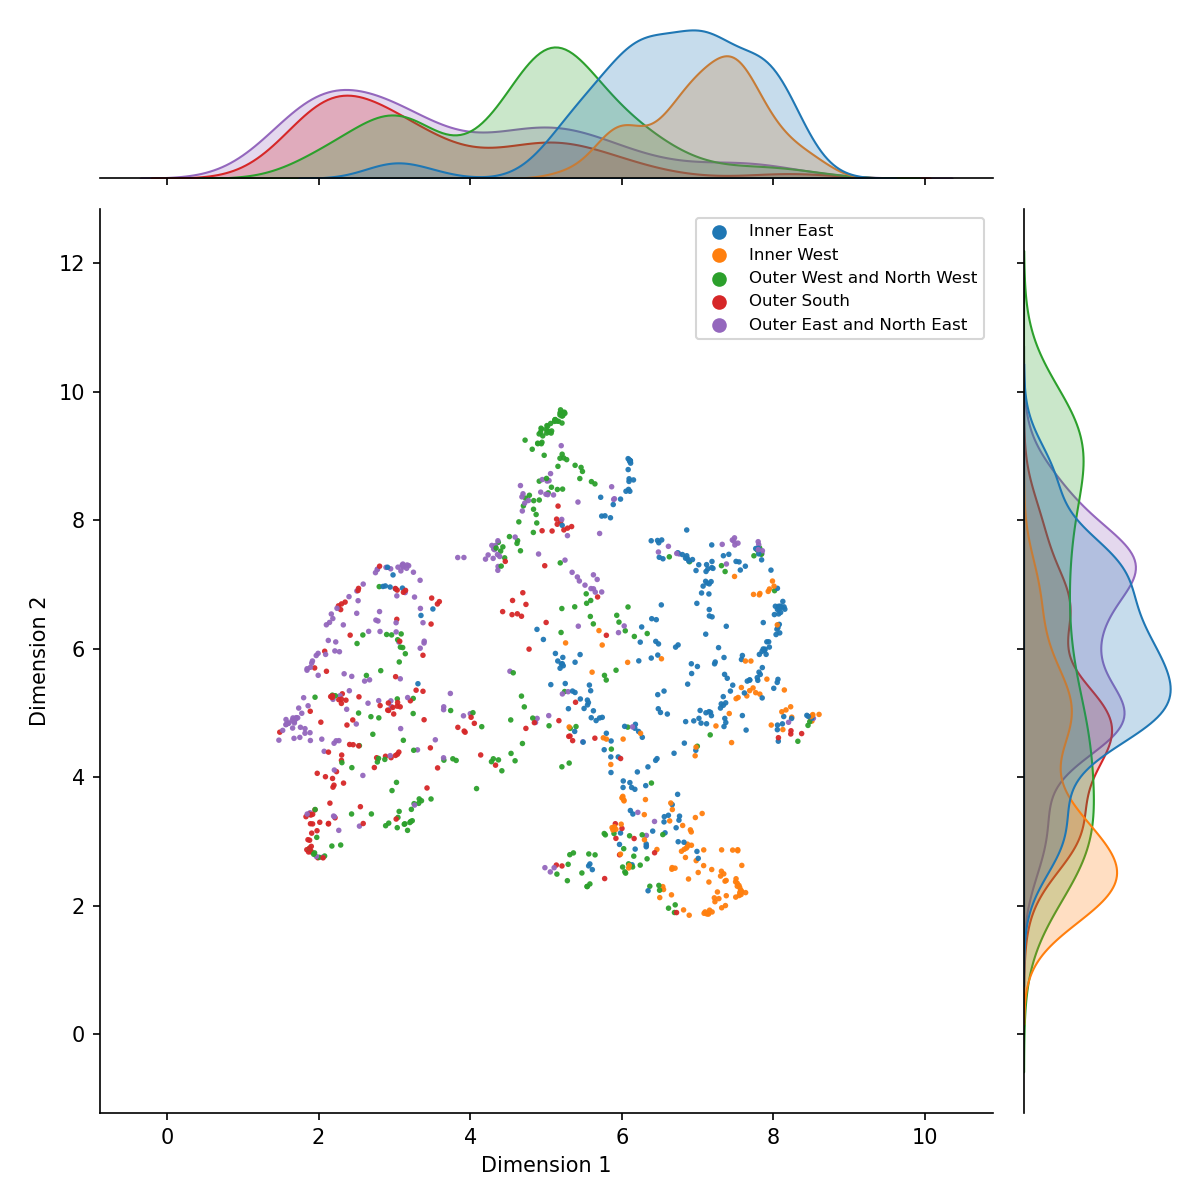 Inner East
Inner West
Outer West and North West
Outer South
Outer East and North East
12
10
8
6
4
2
0
Dimension 2
0 2 4 6 8 10
Dimension 1